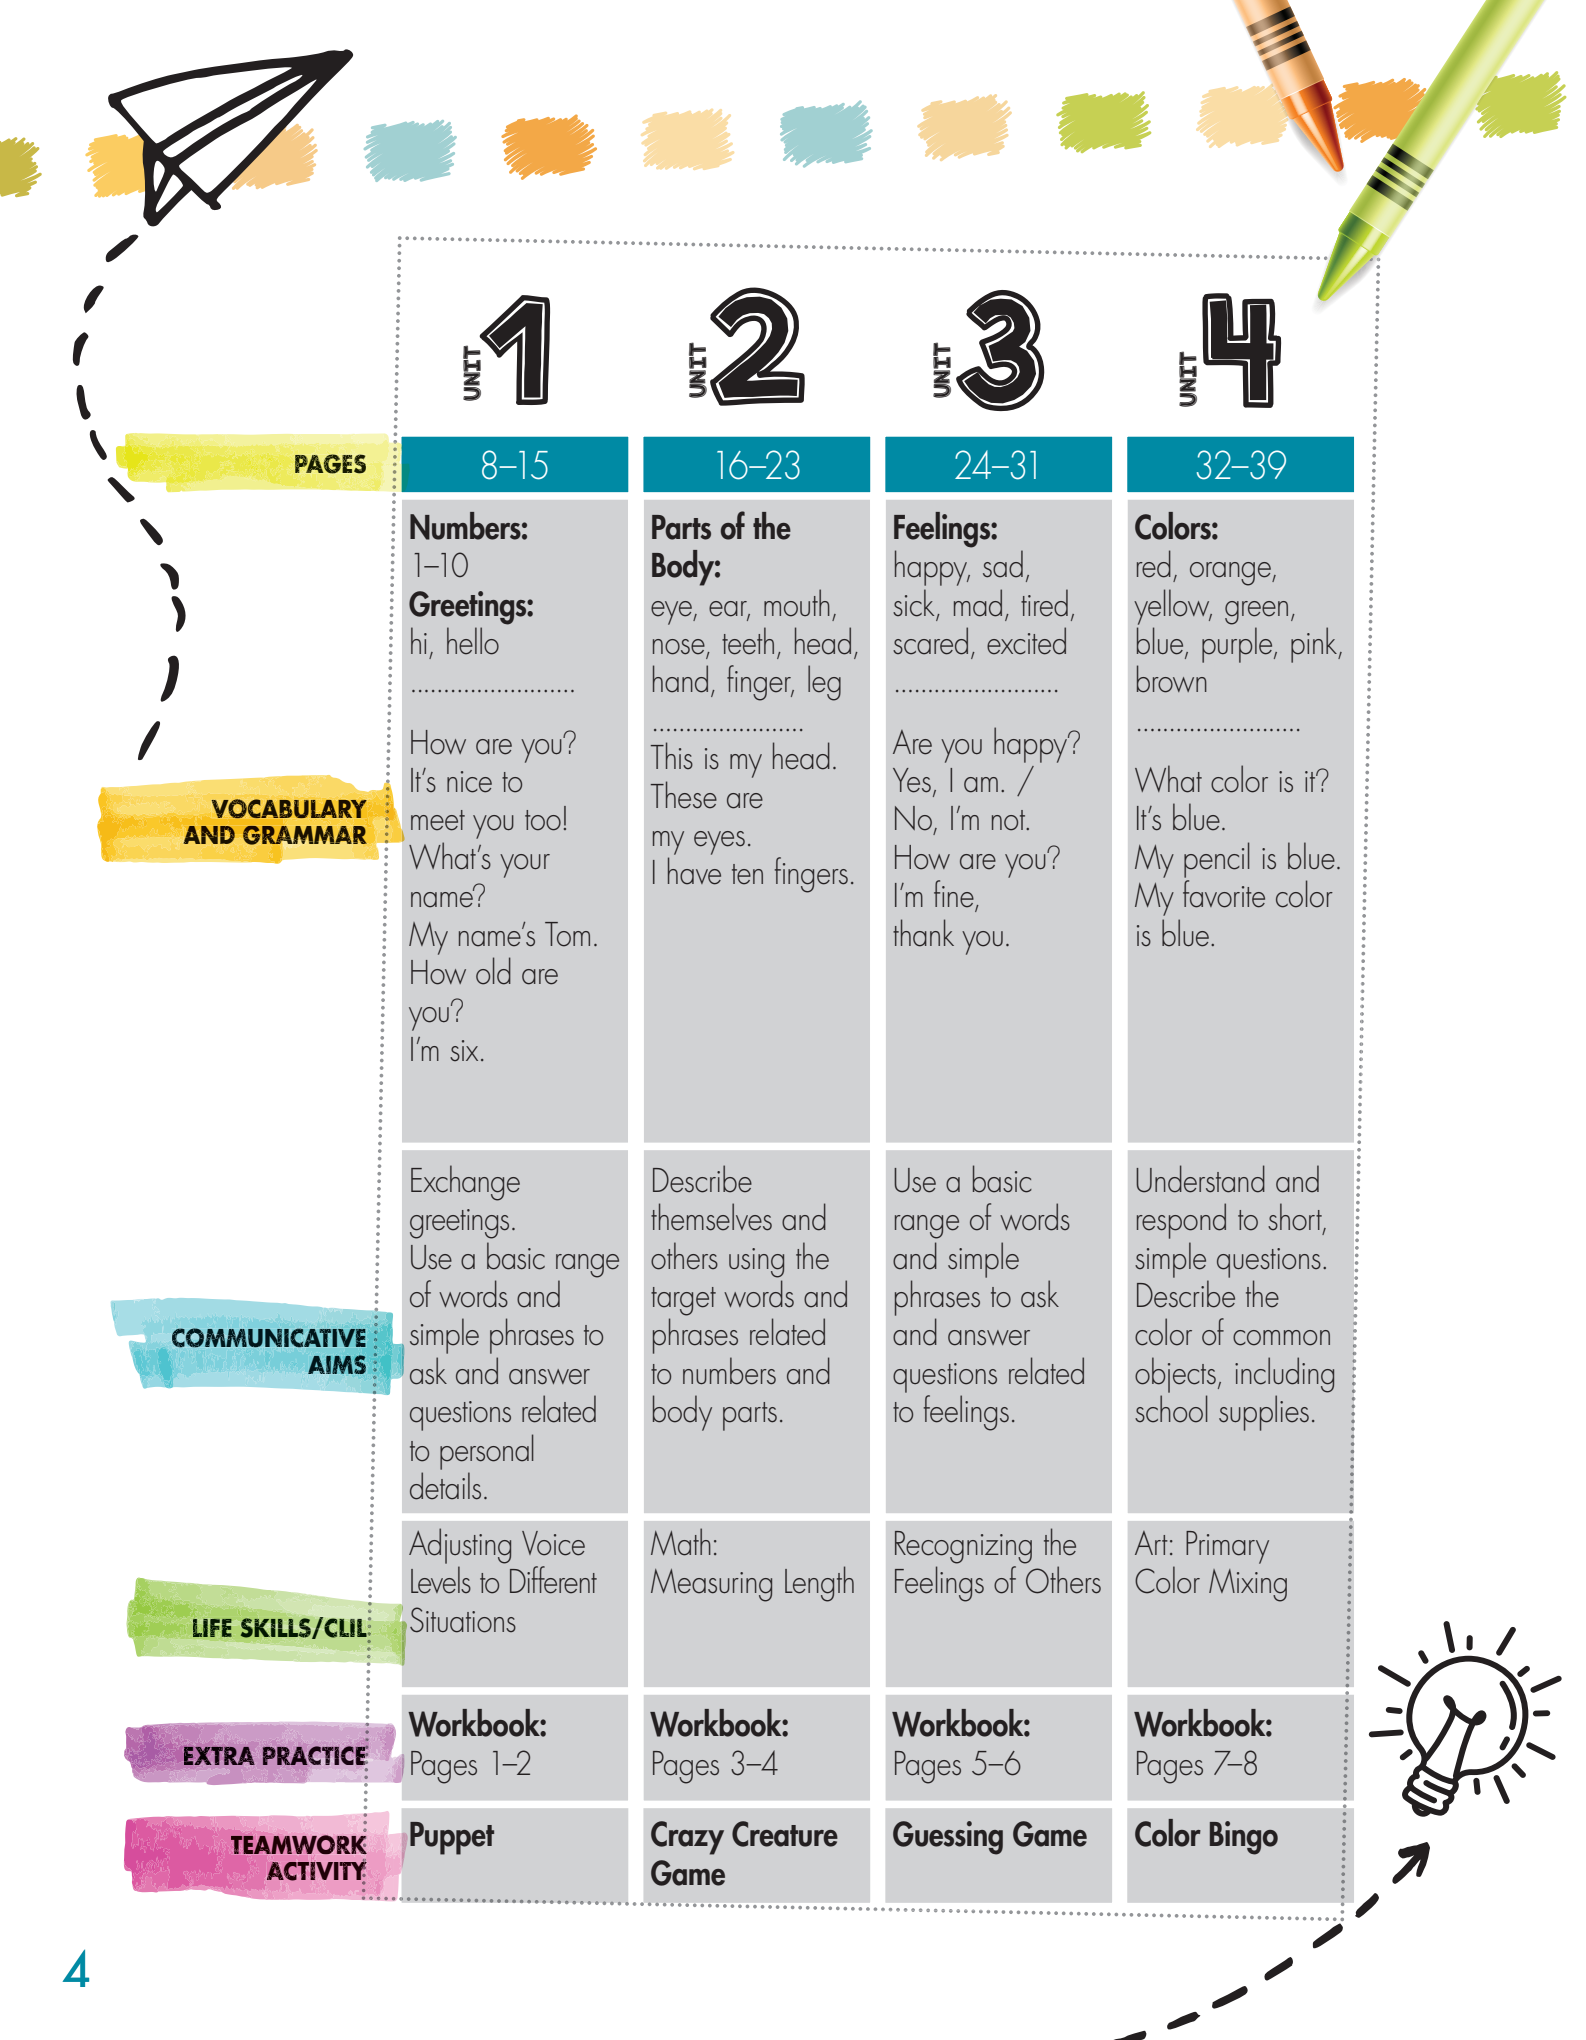 UNIT 1
UNIT 2
UNIT 3
UNIT 4
PAGES
8–15
16–23
24–31
32–39
VOCABULARY
AND GRAMMAR
Numbers:
1–10
Greetings:
hi, hello
.........................
How are you?
It’s nice to
meet you too!
What’s your
name?
My name’s Tom.
How old are
you?
I’m six.
Parts of the
Body:
eye, ear, mouth,
nose, teeth, head,
hand, finger, leg
.......................
This is my head.
These are
my eyes.
I have ten fingers.
Feelings:
happy, sad,
sick, mad, tired,
scared, excited
.........................
Are you happy?
Yes, I am. /
No, I’m not.
How are you?
I’m fine,
thank you.
Colors:
red, orange,
yellow, green,
blue, purple, pink,
brown
.........................
What color is it?
It’s blue.
My pencil is blue.
My favorite color
is blue.
COMMUNICATIVE
AIMS
Exchange
greetings.
Use a basic range
of words and
simple phrases to
ask and answer
questions related
to personal
details.
Describe
themselves and
others using the
target words and
phrases related
to numbers and
body parts.
Use a basic
range of words
and simple
phrases to ask
and answer
questions related
to feelings.
Understand and
respond to short,
simple questions.
Describe the
color of common
objects, including
school supplies.
LIFE SKILLS/CLIL
Adjusting Voice
Levels to Different
Situations
Math:
Measuring Length
Recognizing the
Feelings of Others
Art: Primary
Color Mixing
EXTRA PRACTICE
Workbook:
Pages 1–2
Workbook:
Pages 3–4
Workbook:
Pages 5–6
Workbook:
Pages 7–8
TEAMWORK
ACTIVITY
Puppet
Crazy Creature
Game
Guessing Game
Color Bingo
4